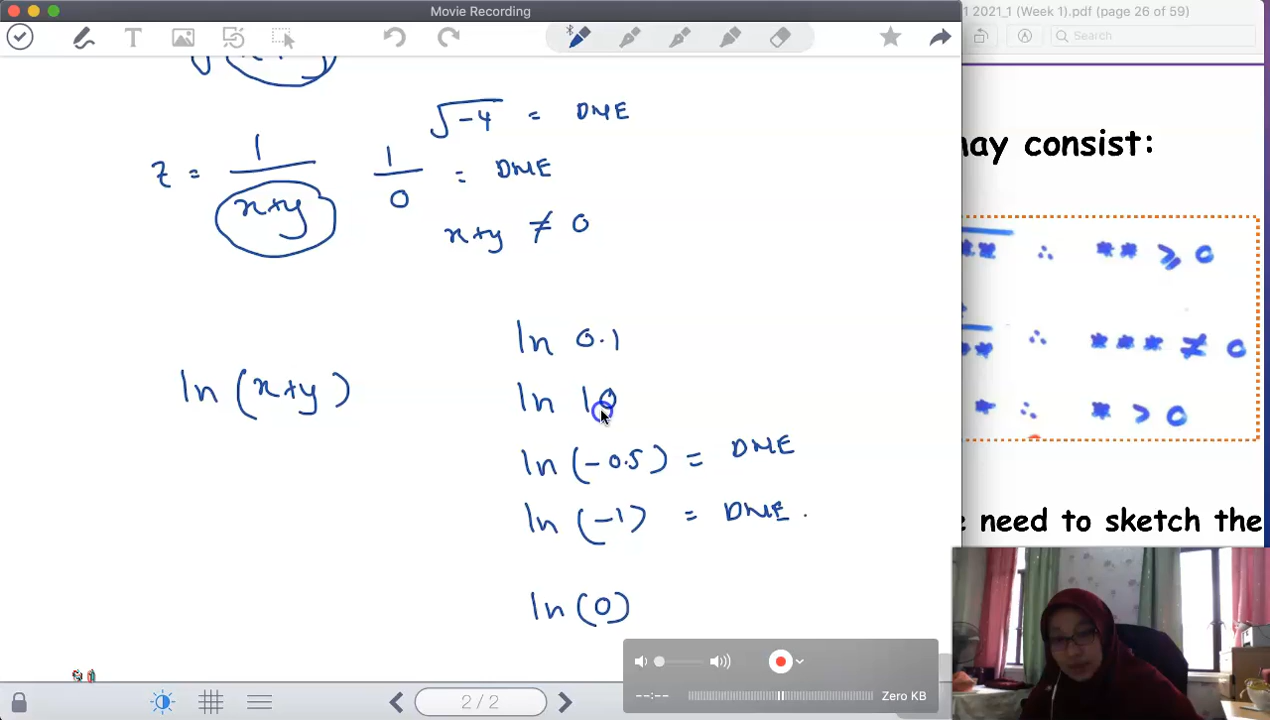 Movie Recording
1 2021_1 (Week 1).pdf (page 26 of 59)
T
Search
√-4 = DNE
z = 1/(x+y)
1/0 = DNE
x+y ≠ 0
may consist:
** ∴ ** ⩾ 0
** ∴ *** ≠ 0
* ∴ * > 0
ln 0.1
ln (x+y)
ln 10
ln (-0.5) = DNE
ln (-1) = DNE.
need to sketch the
ln (0)
--:--
Zero KB
2 / 2